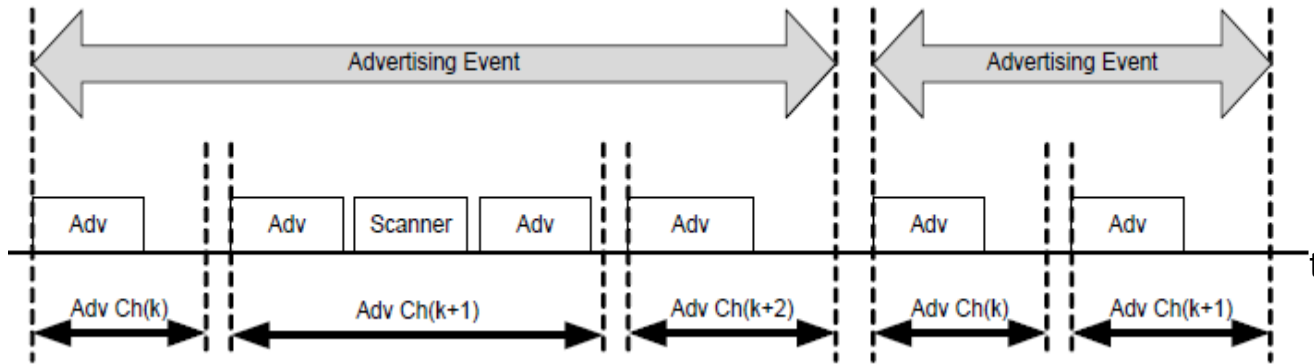 Advertising Event Advertising Event
Adv Adv Scanner Adv Adv Adv Adv
t
Adv Ch(k) Adv Ch(k+1) Adv Ch(k+2) Adv Ch(k) Adv Ch(k+1)